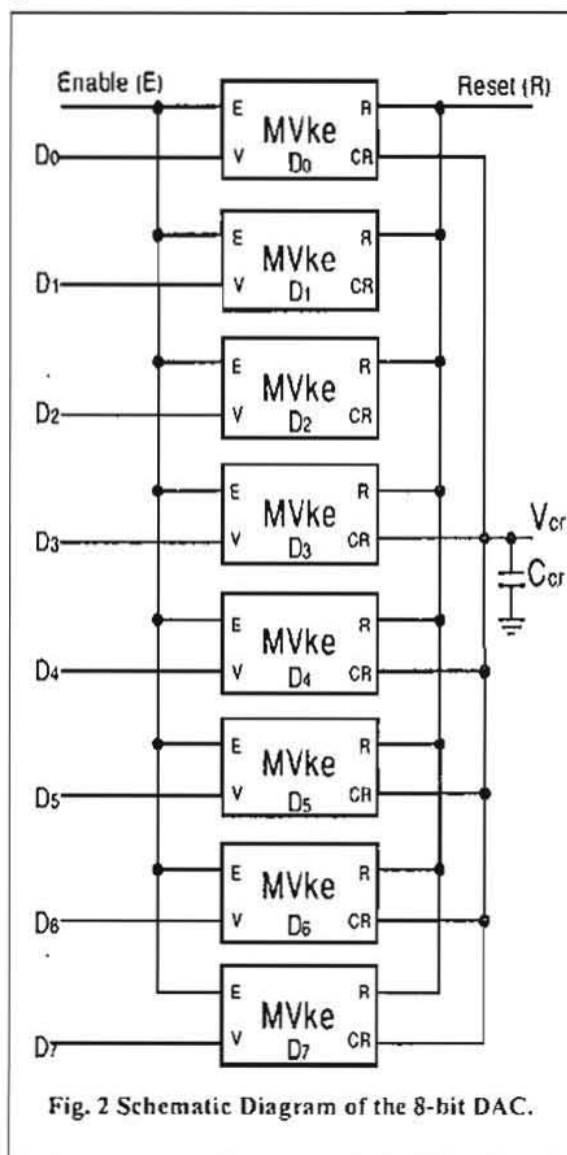 Enable (E) Reset (R)
E MVke R
D0 V D0 CR
E MVke R
D1 V D1 CR
E MVke R
D2 V D2 CR
E MVke R
D3 V D3 CR Vcr
Ccr
E MVke R
D4 V D4 CR
E MVke R
D5 V D5 CR
E MVke R
D6 V D6 CR
E MVke R
D7 V D7 CR
Fig. 2 Schematic Diagram of the 8-bit DAC.